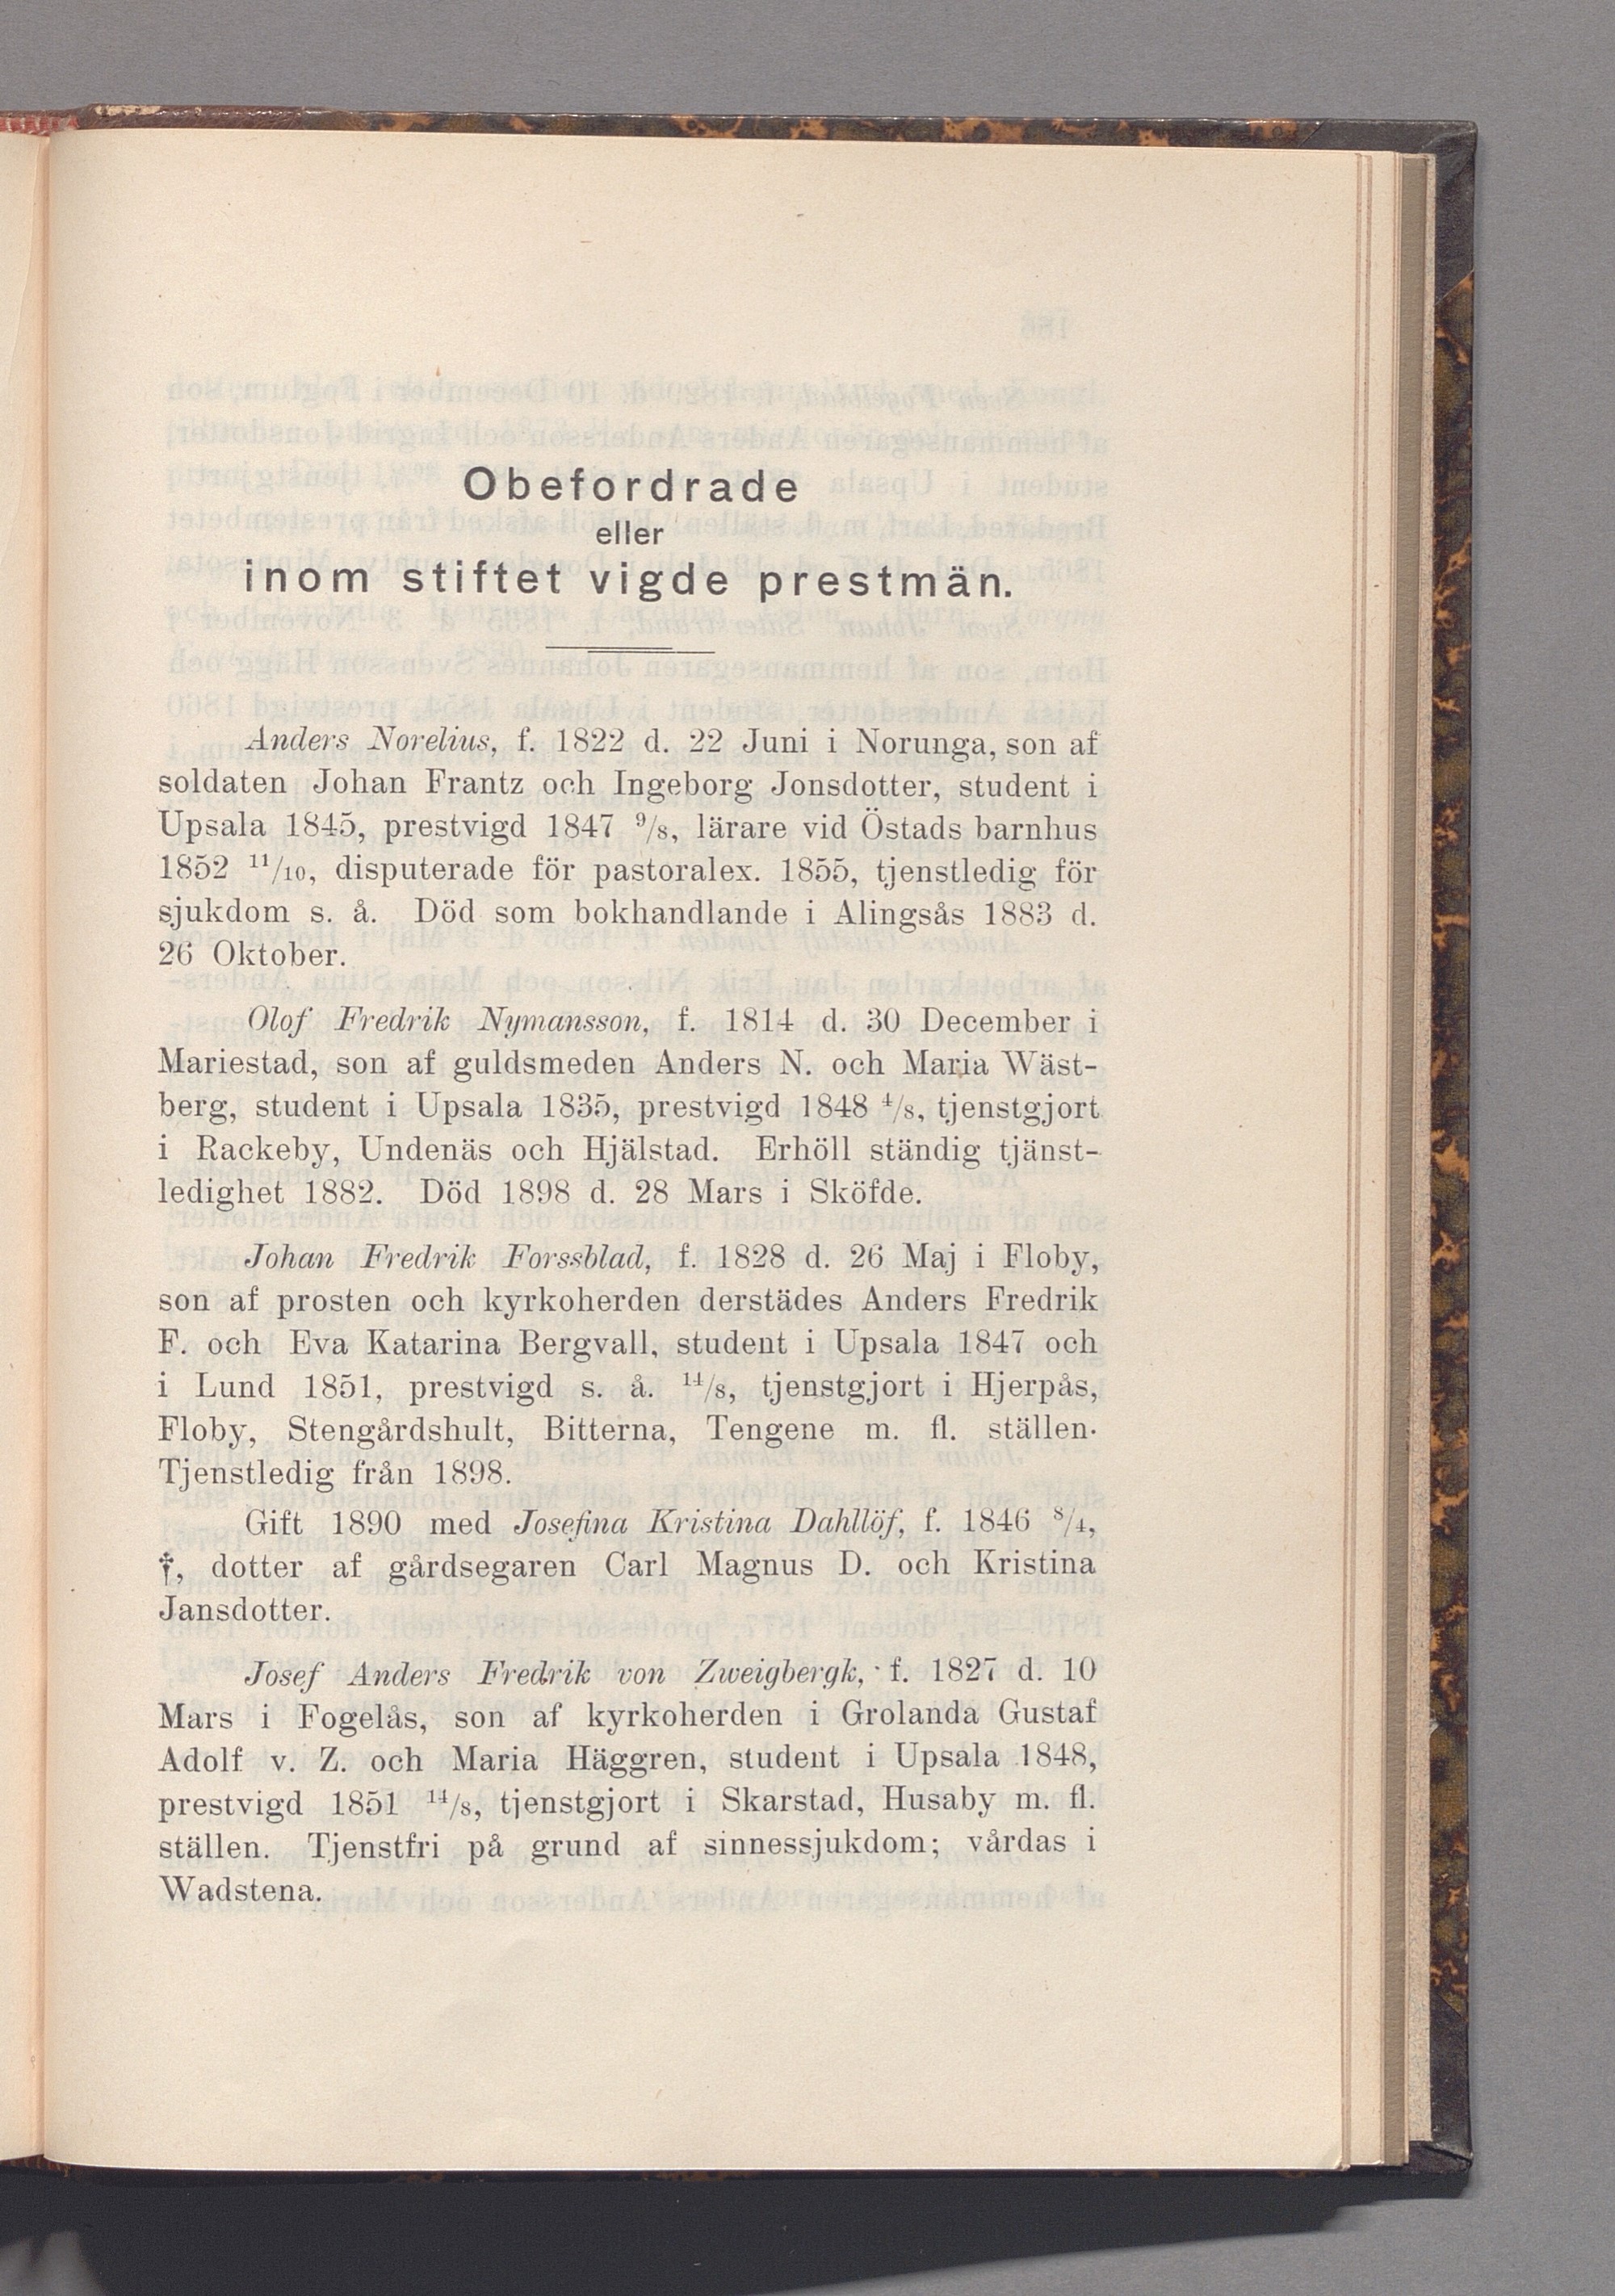 Obefordrade
eller
inom stiftet vigde prestmän.
Anders Norelius, f. 1822 d. 22 Juni i Norunga, son af
soldaten Johan Frantz och Ingeborg Jonsdotter, student i
Upsala 1845, prestvigd 1847 9/8, lärare vid Östads barnhus
1852 11/10, disputerade för pastoralex. 1855, tjenstledig för
sjukdom s. å. Död som bokhandlande i Alingsås 1883 d.
26 Oktober.
Olof Fredrik Nymansson, f. 1814 d. 30 December i
Mariestad, son af guldsmeden Anders N. och Maria Wäst-
berg, student i Upsala 1835, prestvigd 1848 4/8, tjenstgjort
i Rackeby, Undenäs och Hjälstad. Erhöll ständig tjänst-
ledighet 1882. Död 1898 d. 28 Mars i Sköfde.
Johan Fredrik Forssblad, f. 1828 d. 26 Maj i Floby,
son af prosten och kyrkoherden derstädes Anders Fredrik
F. och Eva Katarina Bergvall, student i Upsala 1847 och
i Lund 1851, prestvigd s. å. 14/8, tjenstgjort i Hjerpås,
Floby, Stengårdshult, Bitterna, Tengene m. fl. ställen.
Tjenstledig från 1898.
Gift 1890 med Josefina Kristina Dahllöf, f. 1846 8/4,
†, dotter af gårdsegaren Carl Magnus D. och Kristina
Jansdotter.
Josef Anders Fredrik von Zweigbergk, f. 1827 d. 10
Mars i Fogelås, son af kyrkoherden i Grolanda Gustaf
Adolf v. Z. och Maria Häggren, student i Upsala 1848,
prestvigd 1851 14/8, tjenstgjort i Skarstad, Husaby m. fl.
ställen. Tjenstfri på grund af sinnessjukdom; vårdas i
Wadstena.